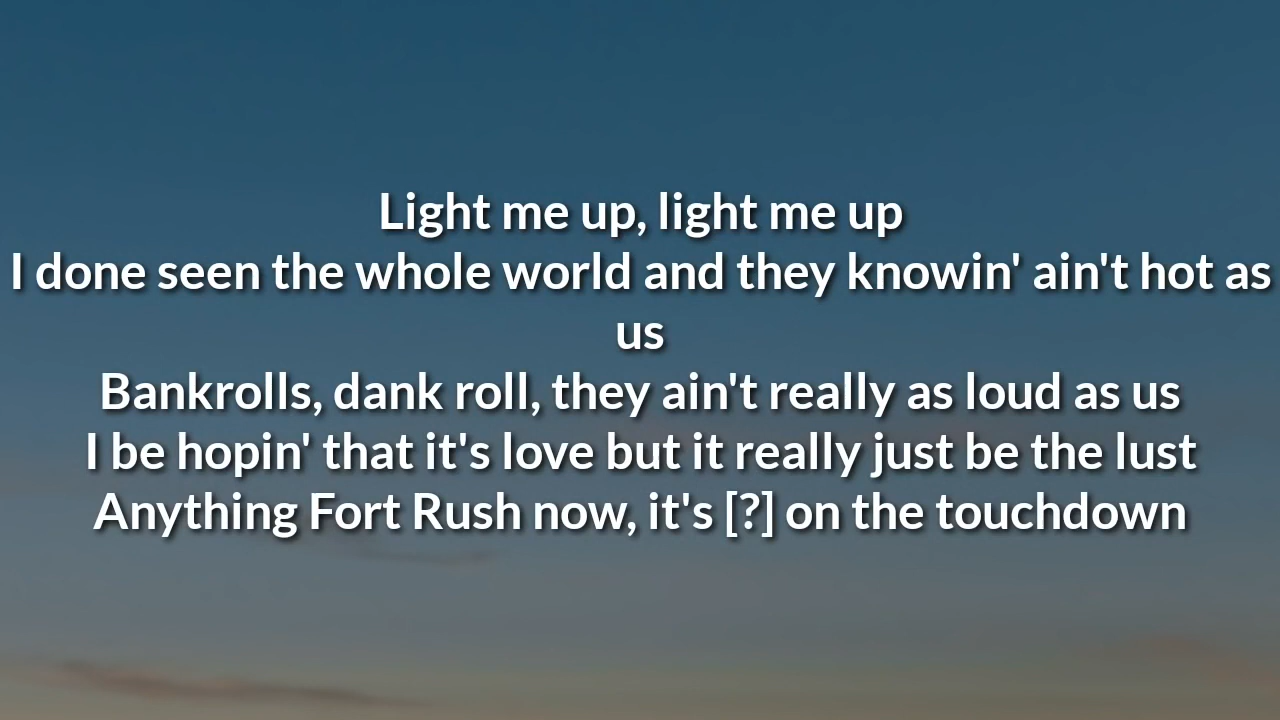 Light me up, light me up
I done seen the whole world and they knowin' ain't hot as
us
Bankrolls, dank roll, they ain't really as loud as us
I be hopin' that it's love but it really just be the lust
Anything Fort Rush now, it's [?] on the touchdown